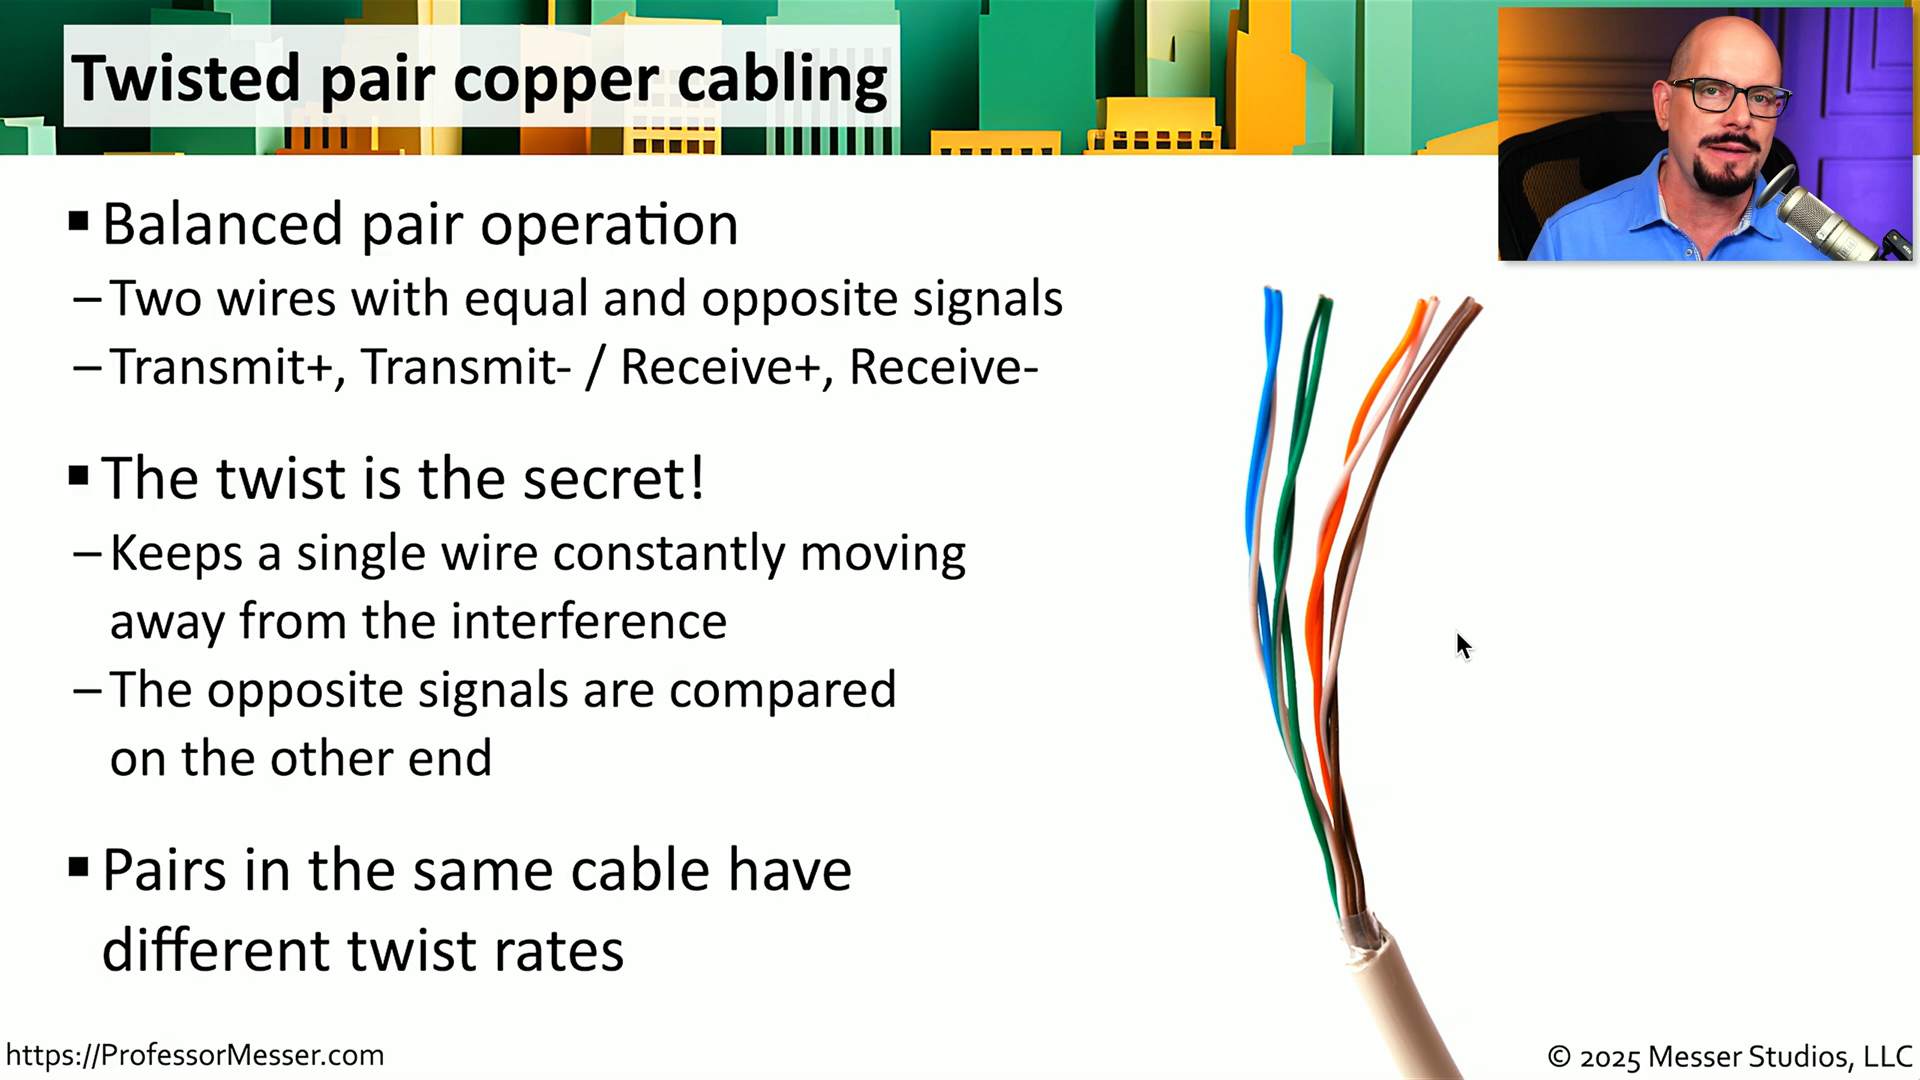 Twisted pair copper cabling
▪ Balanced pair operation
– Two wires with equal and opposite signals
– Transmit+, Transmit- / Receive+, Receive-
▪ The twist is the secret!
– Keeps a single wire constantly moving
away from the interference
– The opposite signals are compared
on the other end
▪ Pairs in the same cable have
different twist rates
https://ProfessorMesser.com
© 2025 Messer Studios, LLC